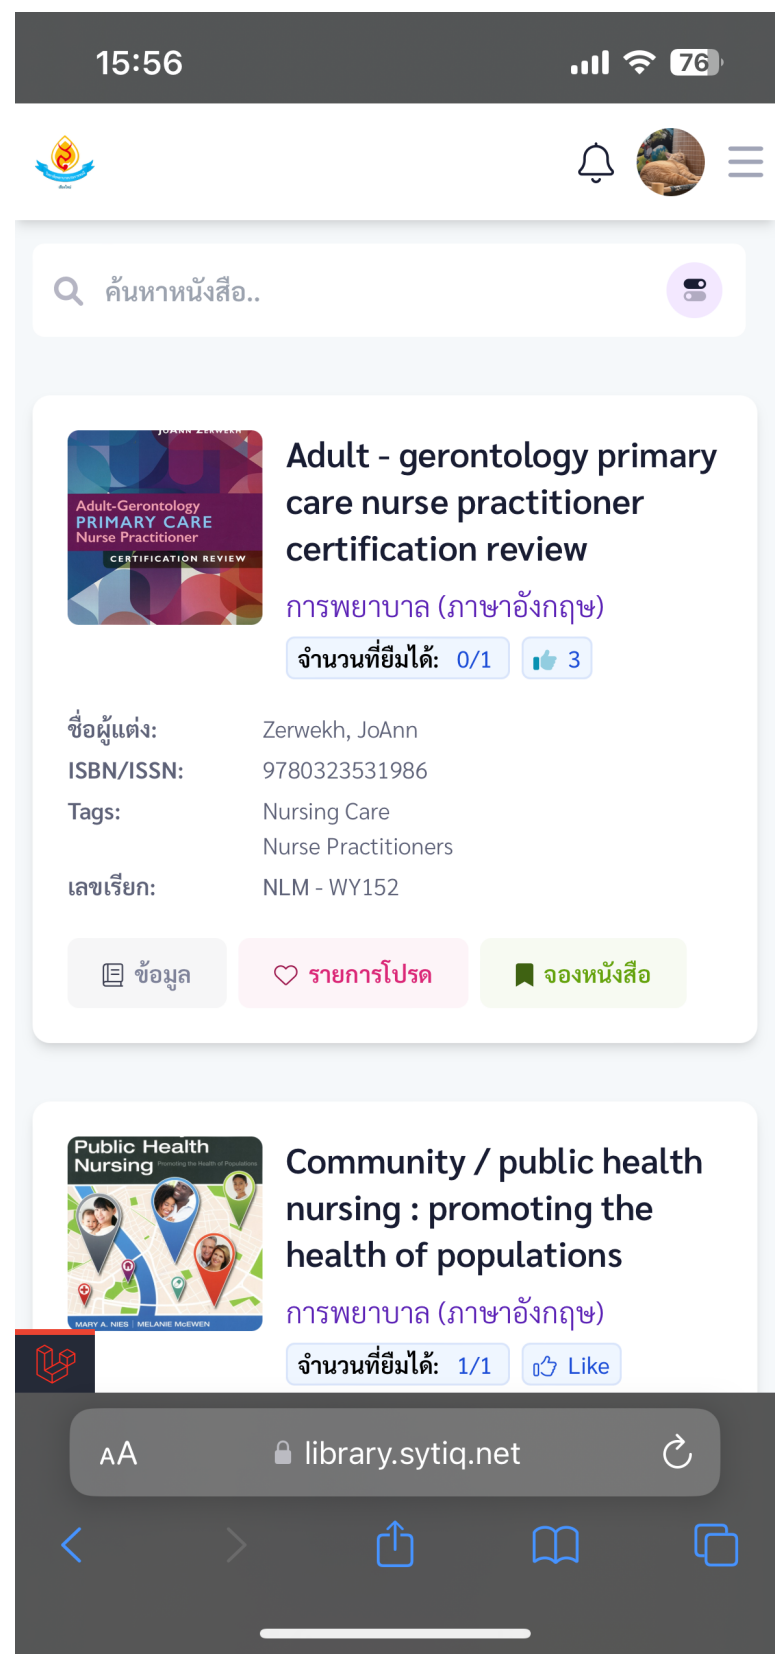 15:56
76
ค้นหาหนังสือ..
JOANN ZERWEKH
Adult-Gerontology
PRIMARY CARE
Nurse Practitioner
CERTIFICATION REVIEW
Adult - gerontology primary
care nurse practitioner
certification review
การพยาบาล (ภาษาอังกฤษ)
จำนวนที่ยืมได้: 0/1
3
ชื่อผู้แต่ง: Zerwekh, JoAnn
ISBN/ISSN: 9780323531986
Tags: Nursing Care
Nurse Practitioners
เลขเรียก: NLM - WY152
ข้อมูล
รายการโปรด
จองหนังสือ
Public Health
Nursing
Promoting the Health of Populations
MARY A. NIES | MELANIE McEWEN
Community / public health
nursing : promoting the
health of populations
การพยาบาล (ภาษาอังกฤษ)
จำนวนที่ยืมได้: 1/1
Like
AA
library.sytiq.net